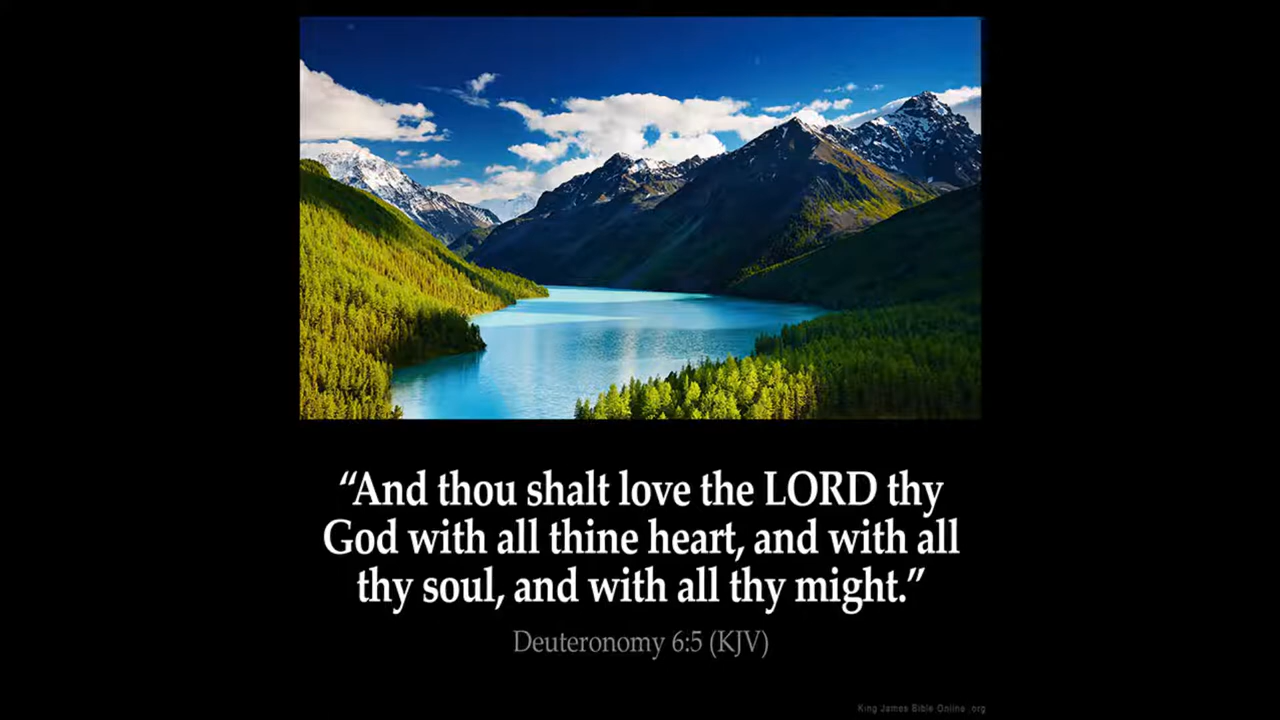 “And thou shalt love the LORD thy
God with all thine heart, and with all
thy soul, and with all thy might.”
Deuteronomy 6:5 (KJV)
King James Bible Online .org